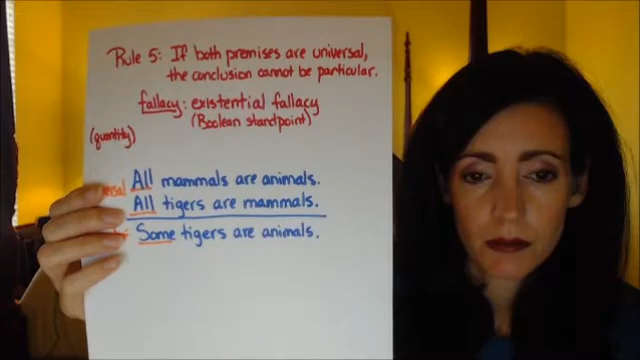 Rule 5: If both premises are universal,
the conclusion cannot be particular.
fallacy: existential fallacy
(Boolean standpoint)
(quantity)
All mammals are animals.
All tigers are mammals.
Some tigers are animals.